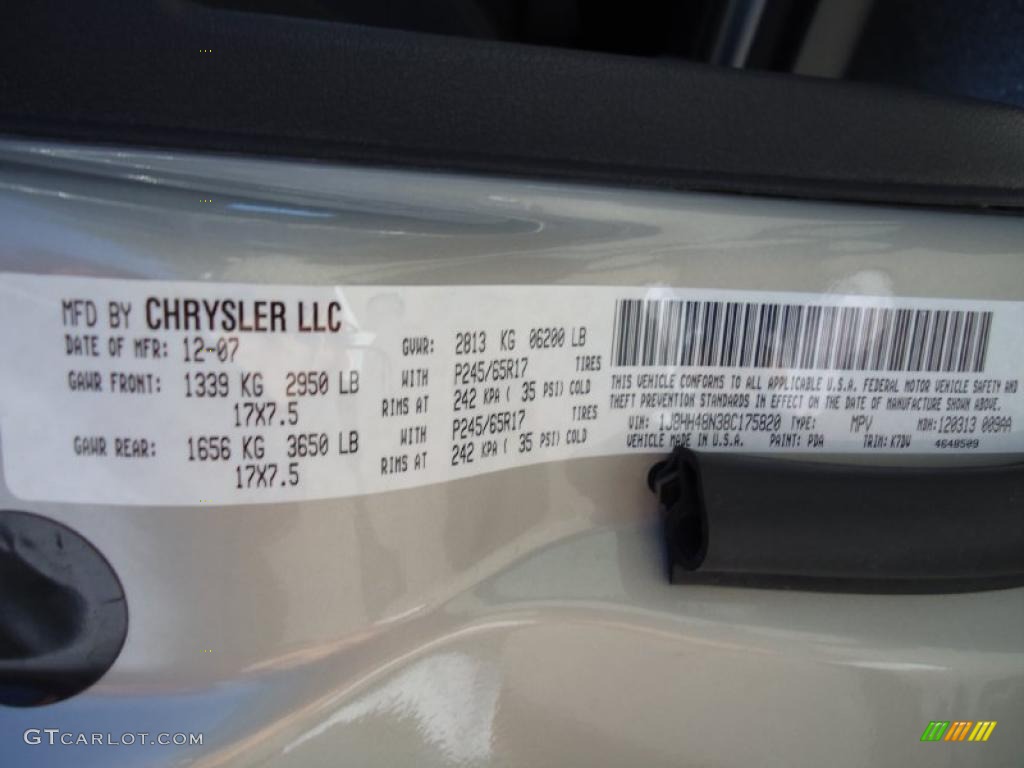 MFD BY CHRYSLER LLC
DATE OF MFR: 12-07
GAWR FRONT: 1339 KG 2950 LB
17X7.5
GAWR REAR: 1656 KG 3650 LB
17X7.5
GVWR: 2813 KG 06200 LB
WITH P245/65R17 TIRES
RIMS AT 242 KPA ( 35 PSI) COLD
WITH P245/65R17 TIRES
RIMS AT 242 KPA ( 35 PSI) COLD
THIS VEHICLE CONFORMS TO ALL APPLICABLE U.S.A. FEDERAL MOTOR VEHICLE SAFETY AND
THEFT PREVENTION STANDARDS IN EFFECT ON THE DATE OF MANUFACTURE SHOWN ABOVE.
VIN: 1J8HH48N38C175820 TYPE: MPV MDH:120313 009AA
VEHICLE MADE IN U.S.A. PAINT: PDA TRIM: K7DV 4648509
GTCARLOT.COM